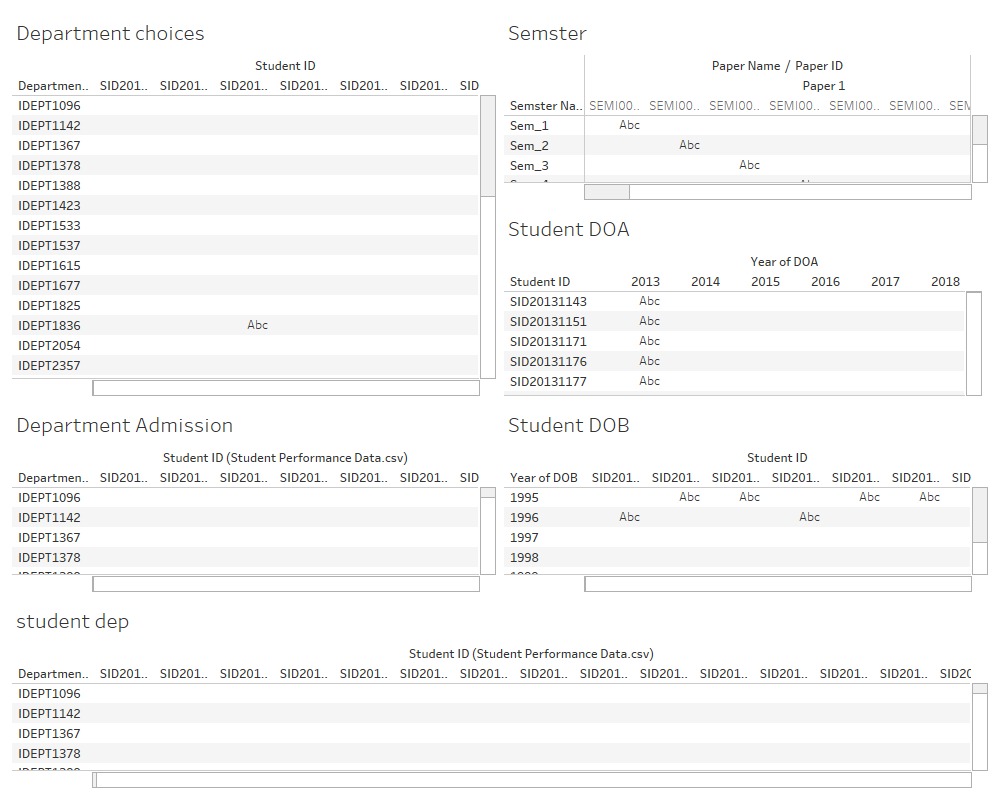 Department choices
Student ID
Departmen.. SID201.. SID201.. SID201.. SID201.. SID201.. SID201.. SID
IDEPT1096
IDEPT1142
IDEPT1367
IDEPT1378
IDEPT1388
IDEPT1423
IDEPT1533
IDEPT1537
IDEPT1615
IDEPT1677
IDEPT1825
IDEPT1836 Abc
IDEPT2054
IDEPT2357
Semster
Paper Name / Paper ID
Paper 1
Semster Na.. SEMI00.. SEMI00.. SEMI00.. SEMI00.. SEMI00.. SEMI00.. SEM
Sem_1 Abc
Sem_2 Abc
Sem_3 Abc
Student DOA
Year of DOA
Student ID 2013 2014 2015 2016 2017 2018
SID20131143 Abc
SID20131151 Abc
SID20131171 Abc
SID20131176 Abc
SID20131177 Abc
Department Admission
Student ID (Student Performance Data.csv)
Departmen.. SID201.. SID201.. SID201.. SID201.. SID201.. SID201.. SID
IDEPT1096
IDEPT1142
IDEPT1367
IDEPT1378
Student DOB
Student ID
Year of DOB SID201.. SID201.. SID201.. SID201.. SID201.. SID201.. SID
1995 Abc Abc Abc Abc
1996 Abc Abc
1997
1998
student dep
Student ID (Student Performance Data.csv)
Departmen.. SID201.. SID201.. SID201.. SID201.. SID201.. SID201.. SID201.. SID201.. SID201.. SID201.. SID201.. SID201.. SID201.. SID201.. SID20
IDEPT1096
IDEPT1142
IDEPT1367
IDEPT1378